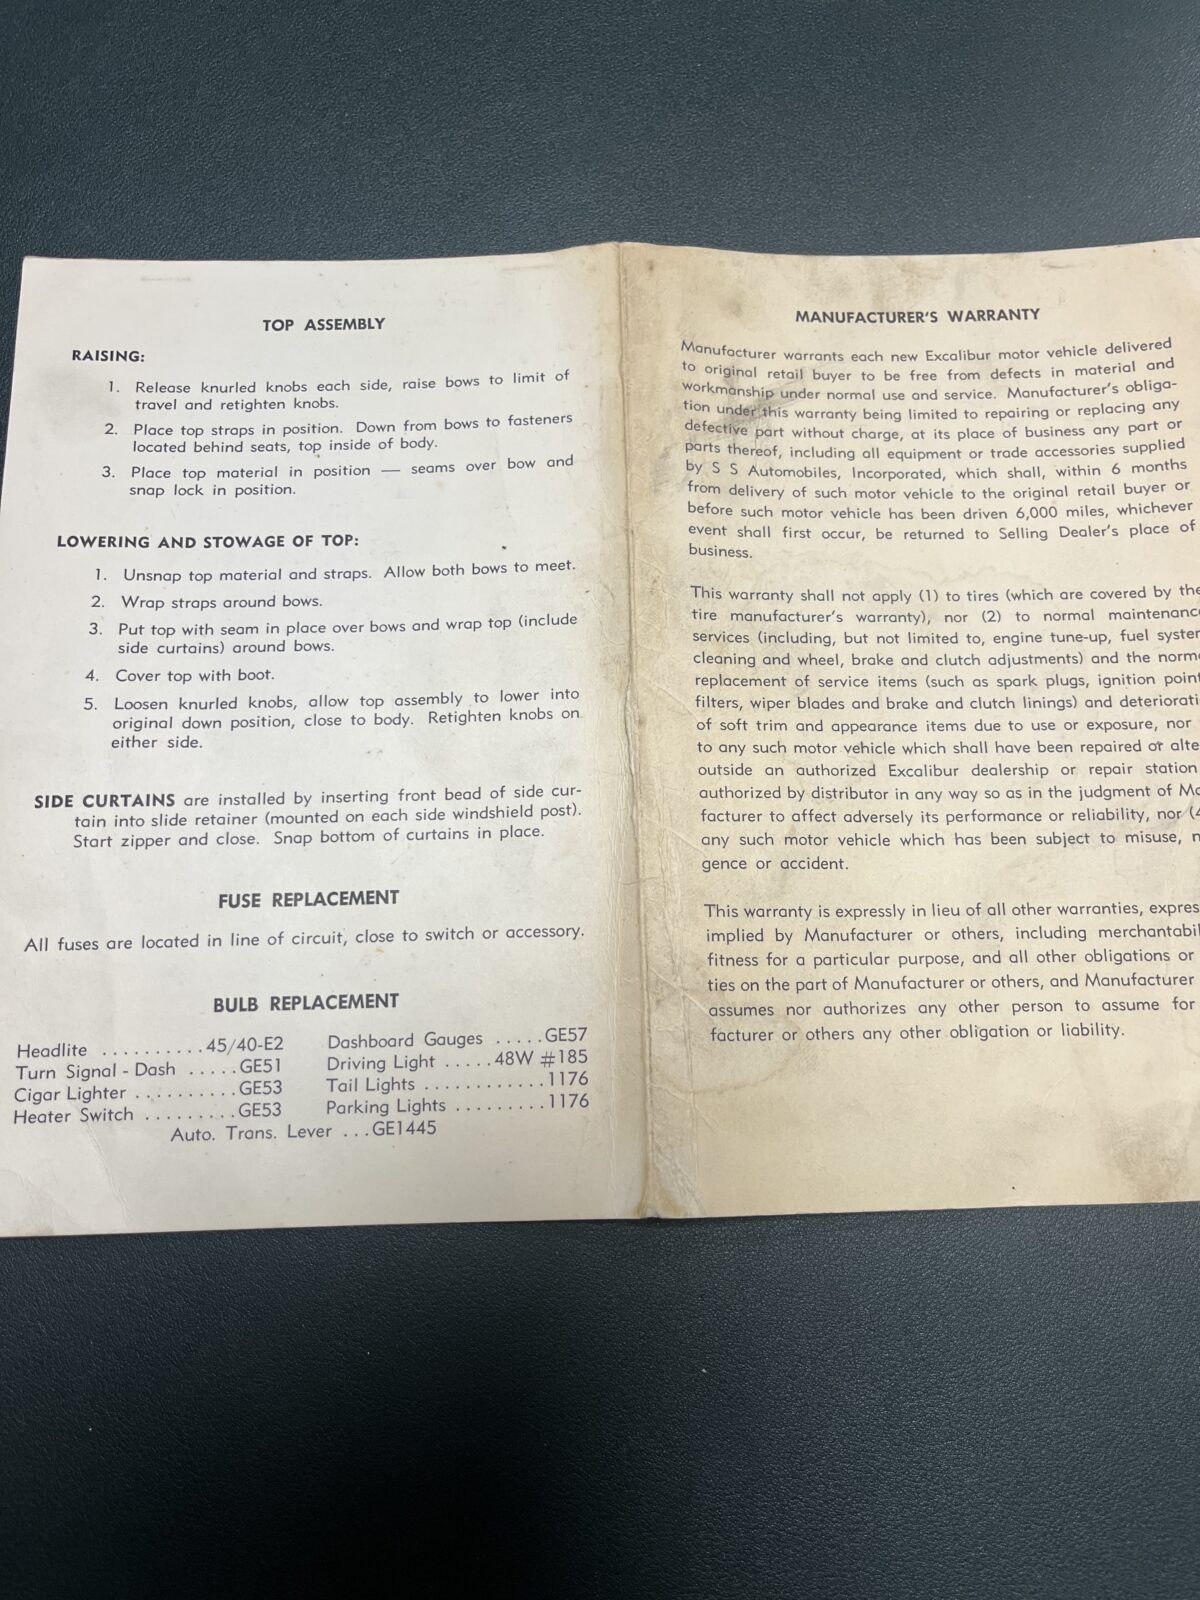 TOP ASSEMBLY
RAISING:
1. Release knurled knobs each side, raise bows to limit of
travel and retighten knobs.
2. Place top straps in position. Down from bows to fasteners
located behind seats, top inside of body.
3. Place top material in position — seams over bow and
snap lock in position.
LOWERING AND STOWAGE OF TOP:
1. Unsnap top material and straps. Allow both bows to meet.
2. Wrap straps around bows.
3. Put top with seam in place over bows and wrap top (include
side curtains) around bows.
4. Cover top with boot.
5. Loosen knurled knobs, allow top assembly to lower into
original down position, close to body. Retighten knobs on
either side.
SIDE CURTAINS are installed by inserting front bead of side cur-
tain into slide retainer (mounted on each side windshield post).
Start zipper and close. Snap bottom of curtains in place.
FUSE REPLACEMENT
All fuses are located in line of circuit, close to switch or accessory.
BULB REPLACEMENT
Headlite ..........45/40-E2
Turn Signal - Dash .....GE51
Cigar Lighter ..........GE53
Heater Switch .........GE53
Dashboard Gauges .....GE57
Driving Light .....48W #185
Tail Lights ............1176
Parking Lights .........1176
Auto. Trans. Lever ...GE1445
MANUFACTURER'S WARRANTY
Manufacturer warrants each new Excalibur motor vehicle delivered
to original retail buyer to be free from defects in material and
workmanship under normal use and service. Manufacturer's obliga-
tion under this warranty being limited to repairing or replacing any
defective part without charge, at its place of business any part or
parts thereof, including all equipment or trade accessories supplied
by S S Automobiles, Incorporated, which shall, within 6 months
from delivery of such motor vehicle to the original retail buyer or
before such motor vehicle has been driven 6,000 miles, whichever
event shall first occur, be returned to Selling Dealer's place of
business.
This warranty shall not apply (1) to tires (which are covered by the
tire manufacturer's warranty), nor (2) to normal maintenanc
services (including, but not limited to, engine tune-up, fuel syster
cleaning and wheel, brake and clutch adjustments) and the norm
replacement of service items (such as spark plugs, ignition point
filters, wiper blades and brake and clutch linings) and deteriorati
of soft trim and appearance items due to use or exposure, nor
to any such motor vehicle which shall have been repaired or alte
outside an authorized Excalibur dealership or repair station
authorized by distributor in any way so as in the judgment of Ma
facturer to affect adversely its performance or reliability, nor (4
any such motor vehicle which has been subject to misuse, n
gence or accident.
This warranty is expressly in lieu of all other warranties, expres
implied by Manufacturer or others, including merchantabil
fitness for a particular purpose, and all other obligations or
ties on the part of Manufacturer or others, and Manufacturer
assumes nor authorizes any other person to assume for
facturer or others any other obligation or liability.